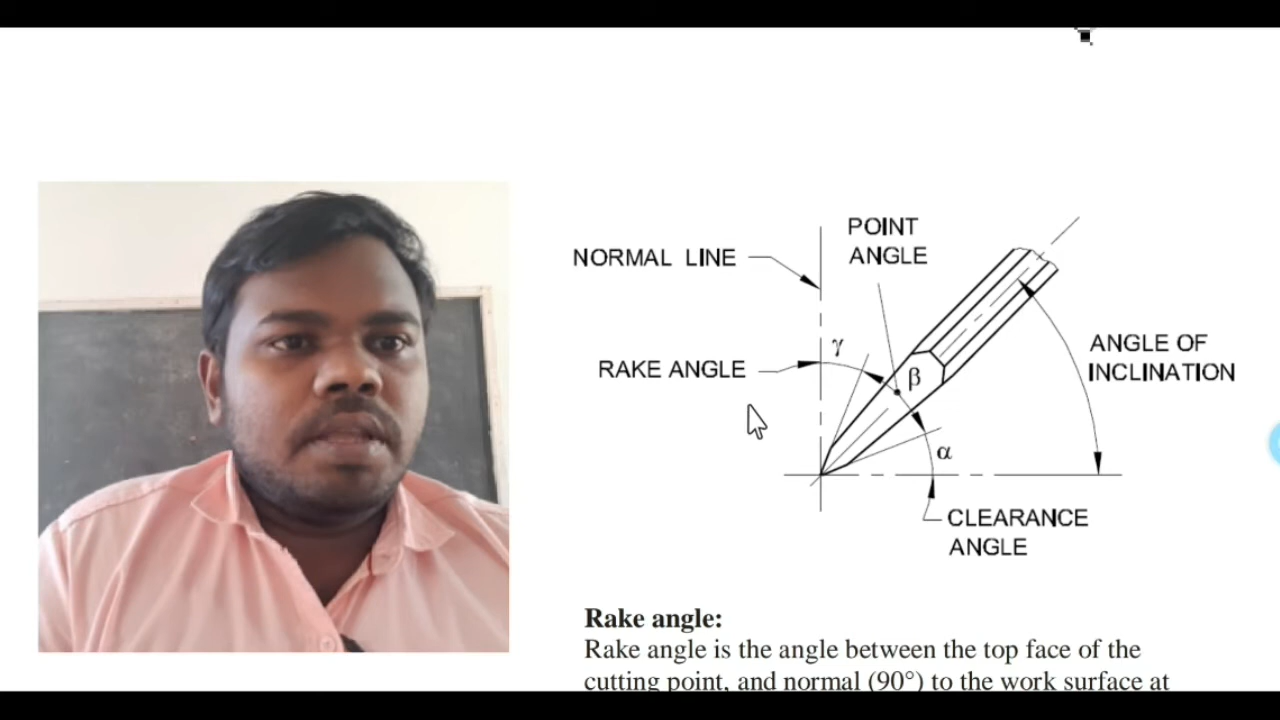 POINT
ANGLE
NORMAL LINE
γ
RAKE ANGLE
β
ANGLE OF
INCLINATION
α
CLEARANCE
ANGLE
Rake angle:
Rake angle is the angle between the top face of the
cutting point, and normal (90°) to the work surface at